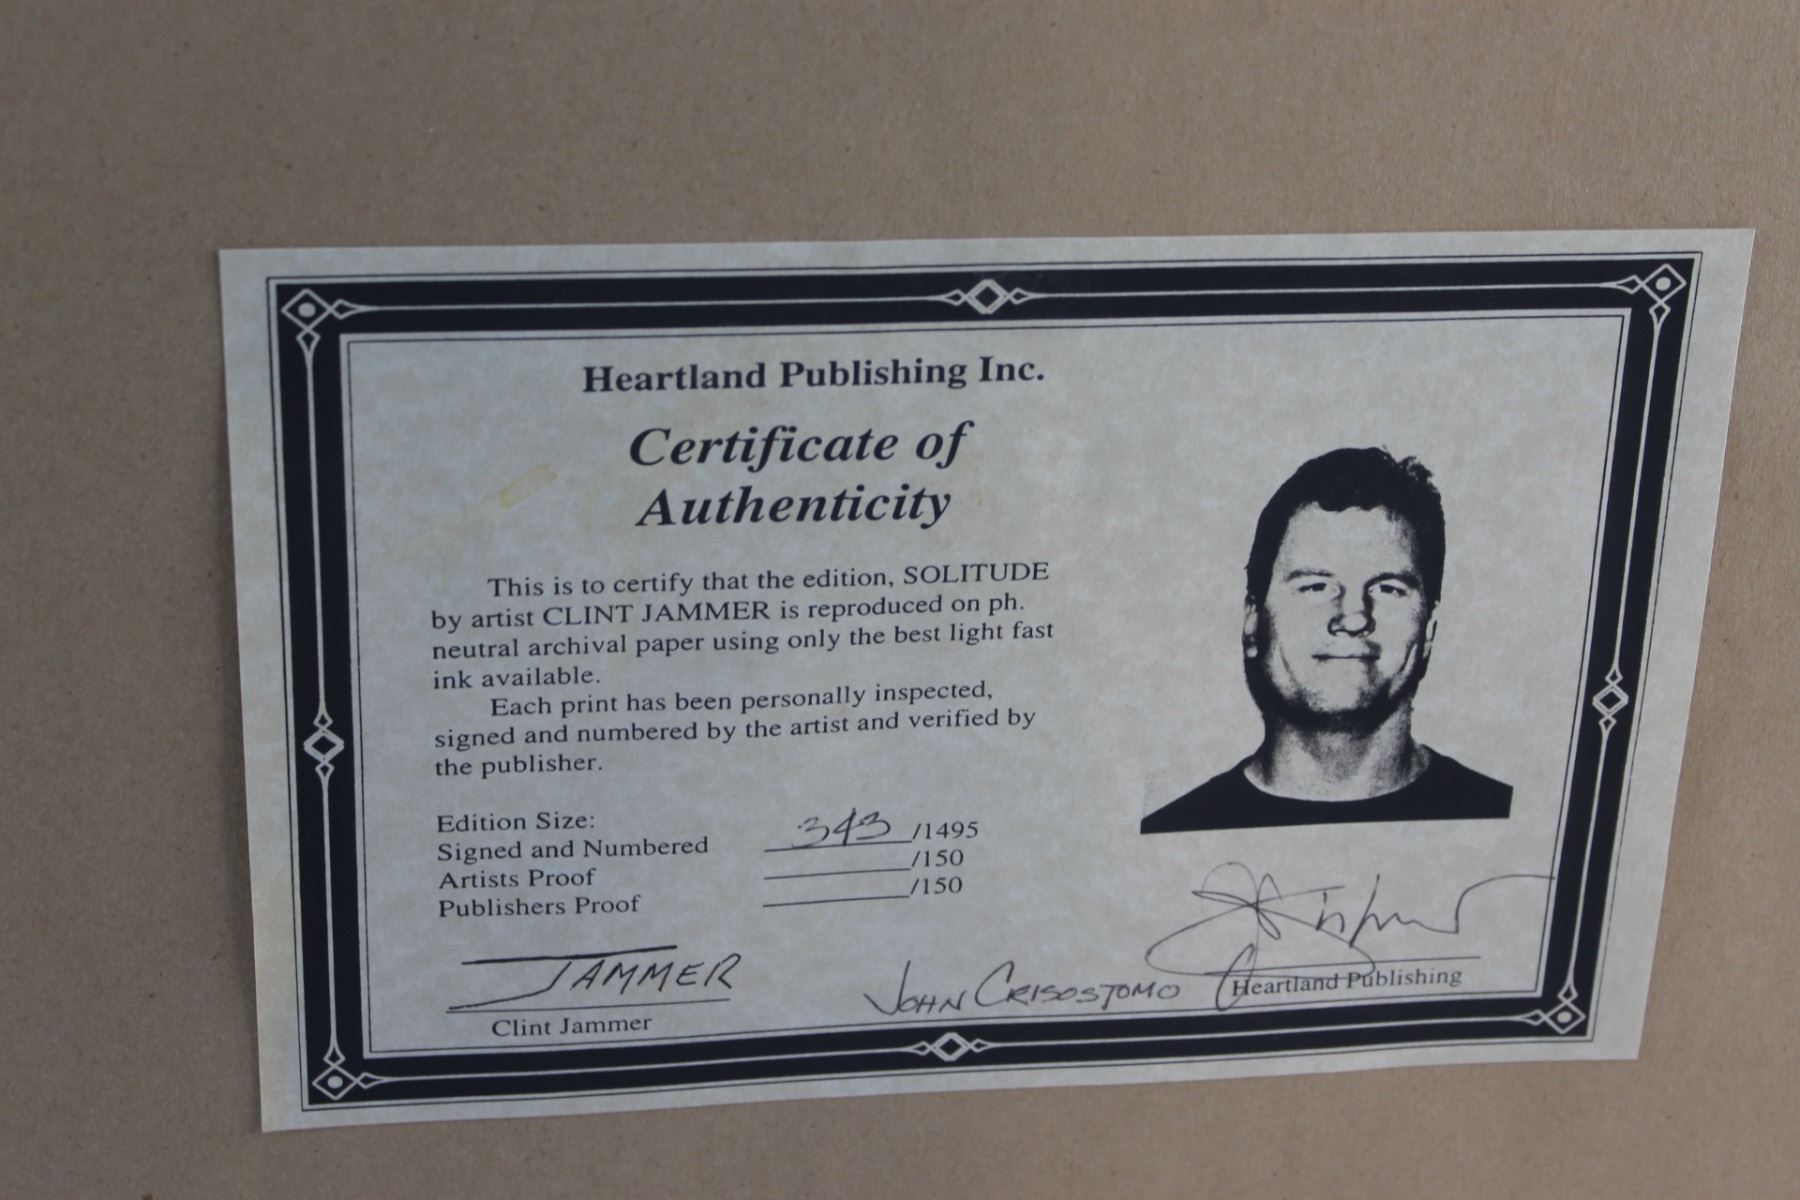 Heartland Publishing Inc.
Certificate of
Authenticity
This is to certify that the edition, SOLITUDE
by artist CLINT JAMMER is reproduced on ph.
neutral archival paper using only the best light fast
ink available.
Each print has been personally inspected,
signed and numbered by the artist and verified by
the publisher.
Edition Size:
Signed and Numbered 343 /1495
Artists Proof /150
Publishers Proof /150
JAMMER
Clint Jammer
JOHN CRISOSTOMO
Heartland Publishing